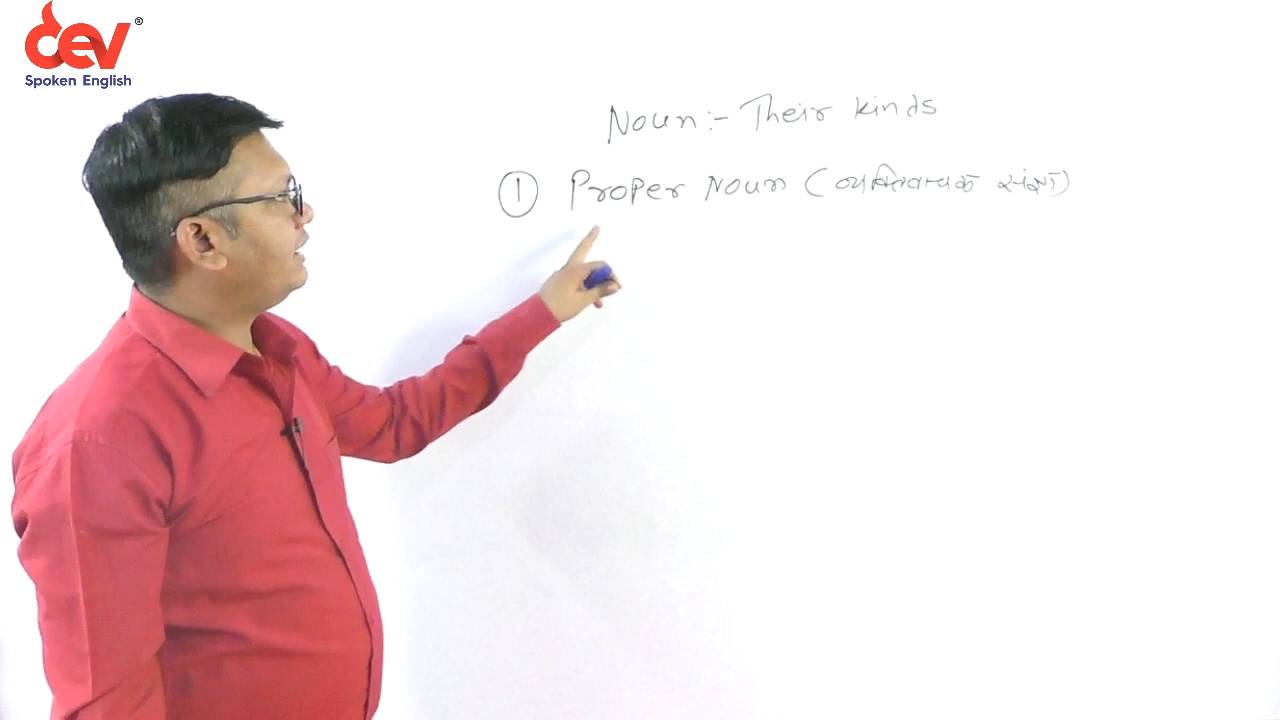 dev®
Spoken English
Noun:- Their kinds
① Proper Noun (व्यक्तिवाचक संज्ञा)